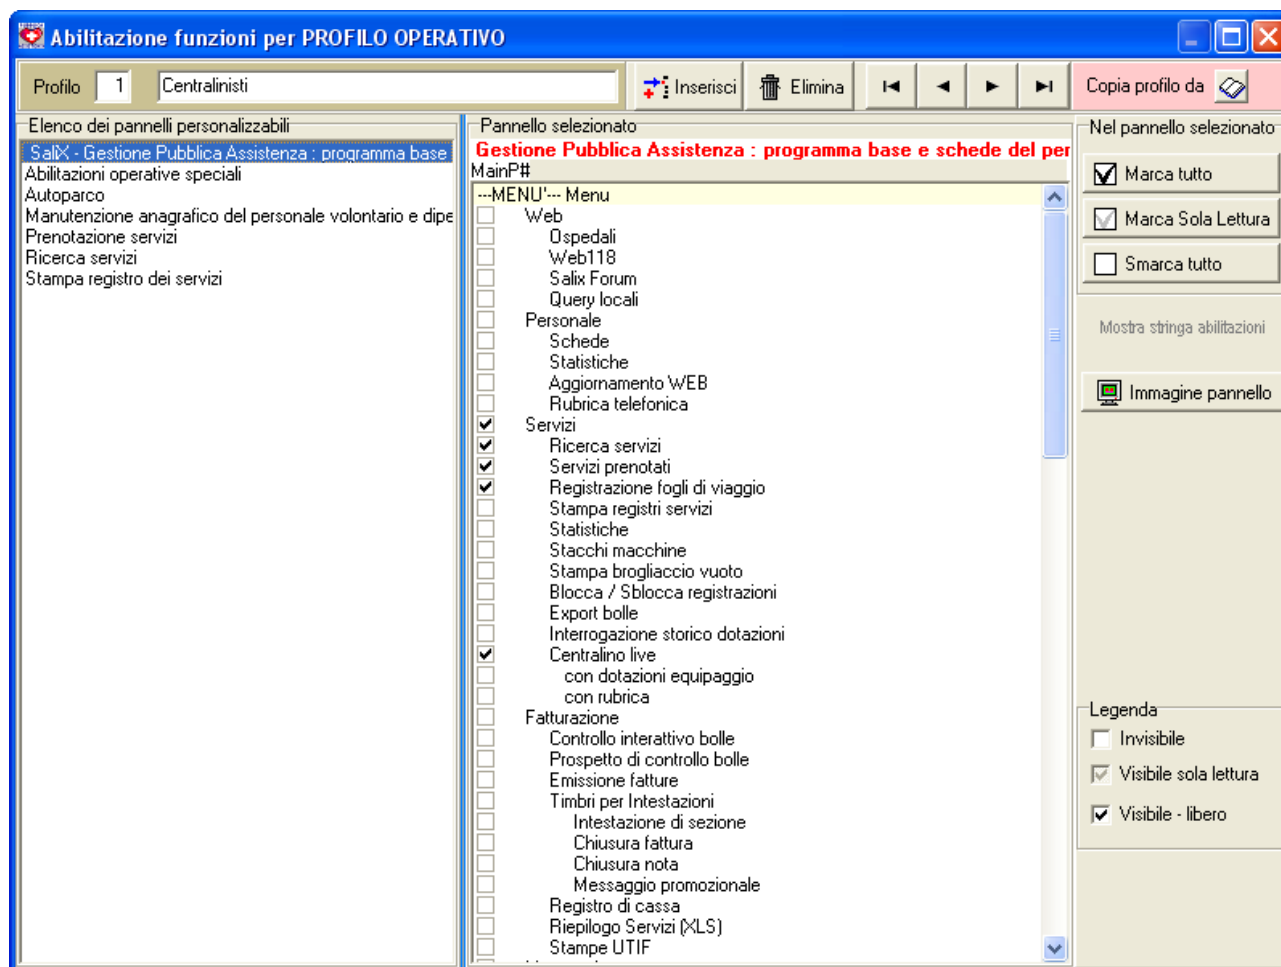 Abilitazione funzioni per PROFILO OPERATIVO
Profilo 1 Centralinisti Inserisci Elimina Copia profilo da
Elenco dei pannelli personalizzabili
SaliX - Gestione Pubblica Assistenza : programma base
Abilitazioni operative speciali
Autoparco
Manutenzione anagrafico del personale volontario e dipe
Prenotazione servizi
Ricerca servizi
Stampa registro dei servizi
Pannello selezionato
Gestione Pubblica Assistenza : programma base e schede del per
MainP#
---MENU'--- Menu
Web
Ospedali
Web118
Salix Forum
Query locali
Personale
Schede
Statistiche
Aggiornamento WEB
Rubrica telefonica
Servizi
Ricerca servizi
Servizi prenotati
Registrazione fogli di viaggio
Stampa registri servizi
Statistiche
Stacchi macchine
Stampa brogliaccio vuoto
Blocca / Sblocca registrazioni
Export bolle
Interrogazione storico dotazioni
Centralino live
con dotazioni equipaggio
con rubrica
Fatturazione
Controllo interattivo bolle
Prospetto di controllo bolle
Emissione fatture
Timbri per Intestazioni
Intestazione di sezione
Chiusura fattura
Chiusura nota
Messaggio promozionale
Registro di cassa
Riepilogo Servizi (XLS)
Stampe UTIF
Nel pannello selezionato
Marca tutto
Marca Sola Lettura
Smarca tutto
Mostra stringa abilitazioni
Immagine pannello
Legenda
Invisibile
Visibile sola lettura
Visibile - libero